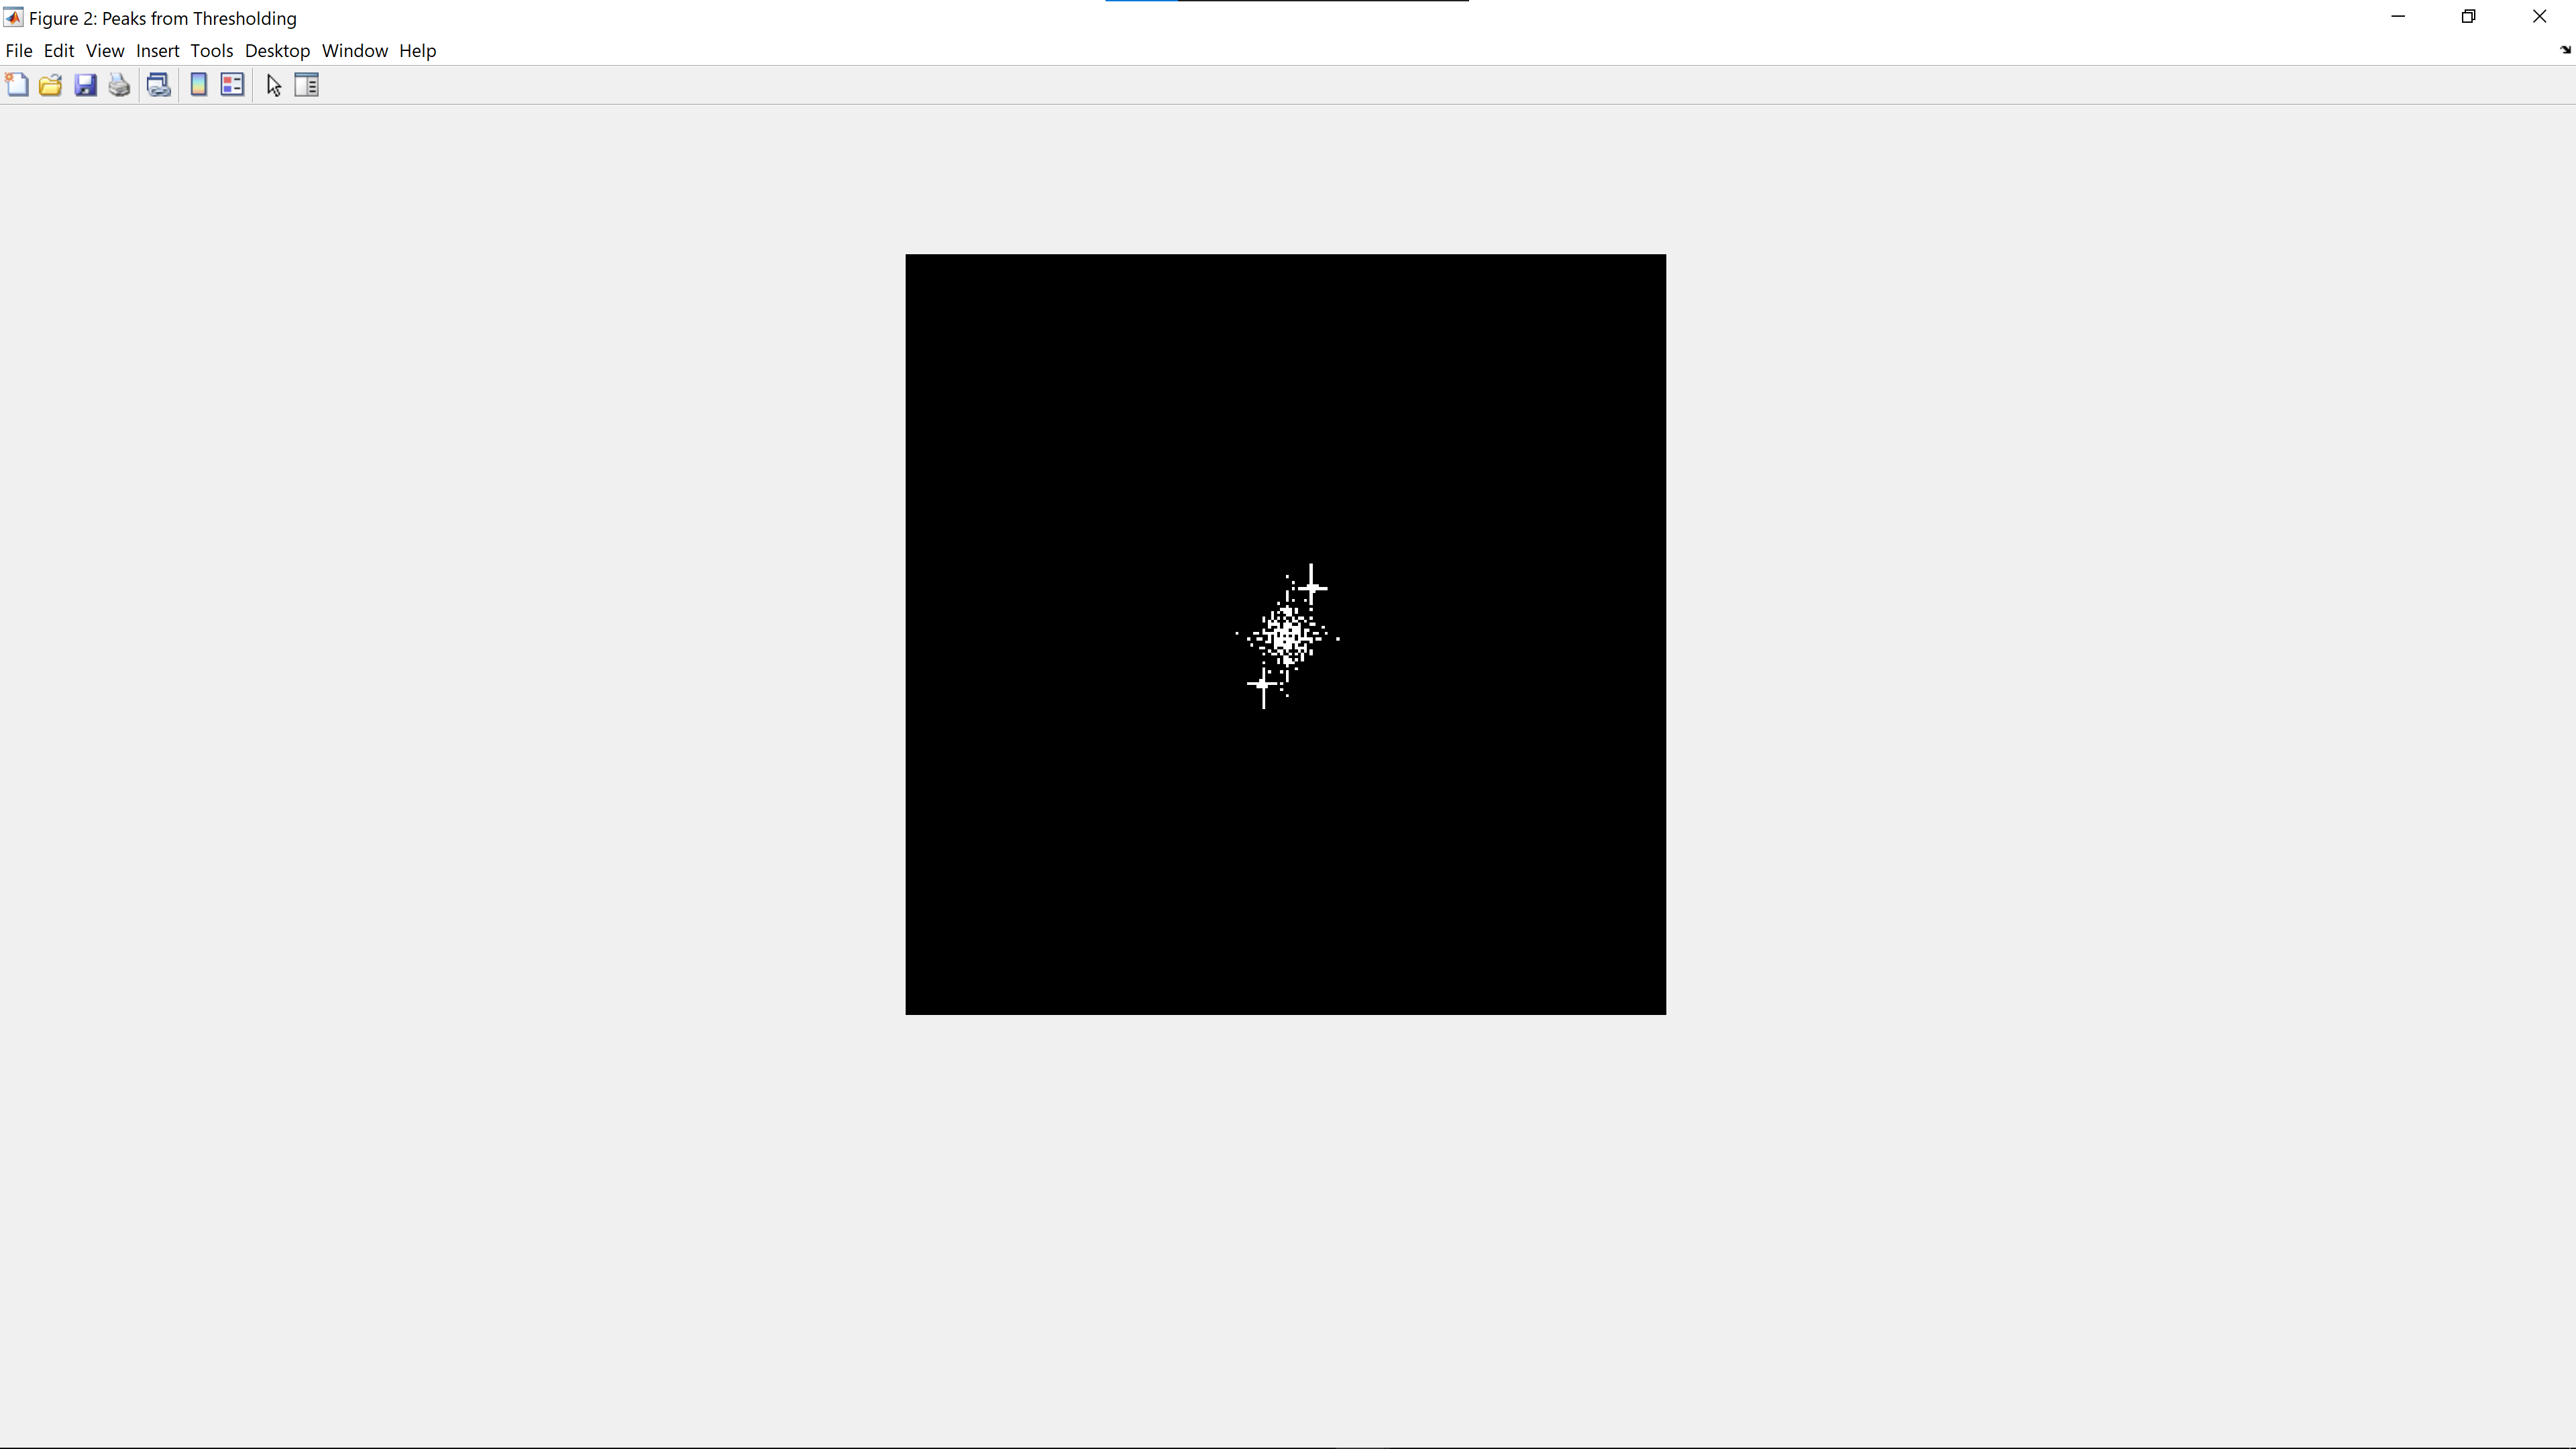 Figure 2: Peaks from Thresholding
File Edit View Insert Tools Desktop Window Help